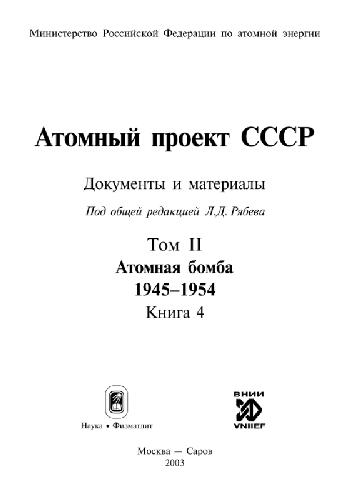 Министерство Российской Федерации по атомной энергии
Атомный проект СССР
Документы и материалы
Под общей редакцией Л.Д. Рябева
Том II
Атомная бомба
1945–1954
Книга 4
ВНИИ
VNIIEF
Наука • Физматлит
Москва — Саров
2003